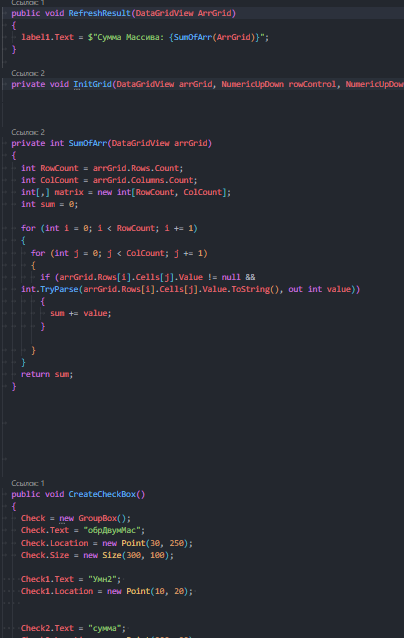 Ссылок: 1
public void RefreshResult(DataGridView ArrGrid)
{
label1.Text = $"Сумма Массива: {SumOfArr(ArrGrid)}";
}
Ссылок: 2
private void InitGrid(DataGridView arrGrid, NumericUpDown rowControl, NumericUpDow
Ссылок: 2
private int SumOfArr(DataGridView arrGrid)
{
int RowCount = arrGrid.Rows.Count;
int ColCount = arrGrid.Columns.Count;
int[,] matrix = new int[RowCount, ColCount];
int sum = 0;
for (int i = 0; i < RowCount; i += 1)
{
for (int j = 0; j < ColCount; j += 1)
{
if (arrGrid.Rows[i].Cells[j].Value != null &&
int.TryParse(arrGrid.Rows[i].Cells[j].Value.ToString(), out int value))
{
sum += value;
}
}
}
return sum;
}
Ссылок: 1
public void CreateCheckBox()
{
Check = new GroupBox();
Check.Text = "обрДвумМас";
Check.Location = new Point(30, 250);
Check.Size = new Size(300, 100);
Check1.Text = "Умн2";
Check1.Location = new Point(10, 20);
Check2.Text = "сумма";